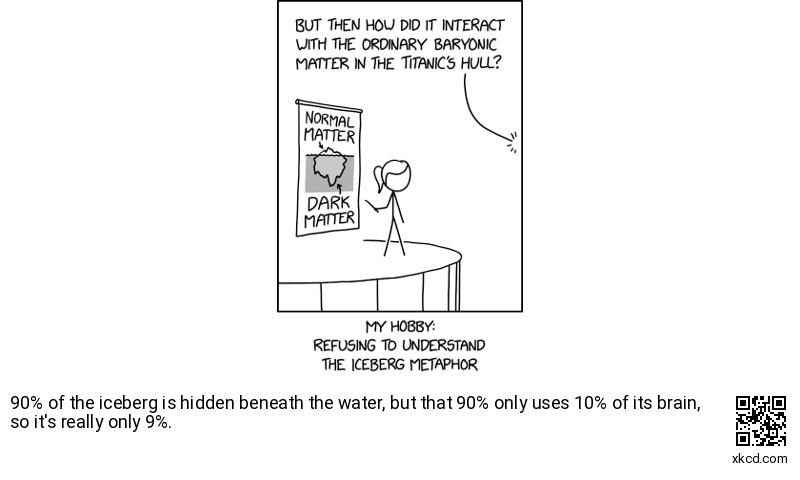 BUT THEN HOW DID IT INTERACT
WITH THE ORDINARY BARYONIC
MATTER IN THE TITANIC'S HULL?
NORMAL
MATTER
DARK
MATTER
MY HOBBY:
REFUSING TO UNDERSTAND
THE ICEBERG METAPHOR
90% of the iceberg is hidden beneath the water, but that 90% only uses 10% of its brain,
so it's really only 9%.
xkcd.com